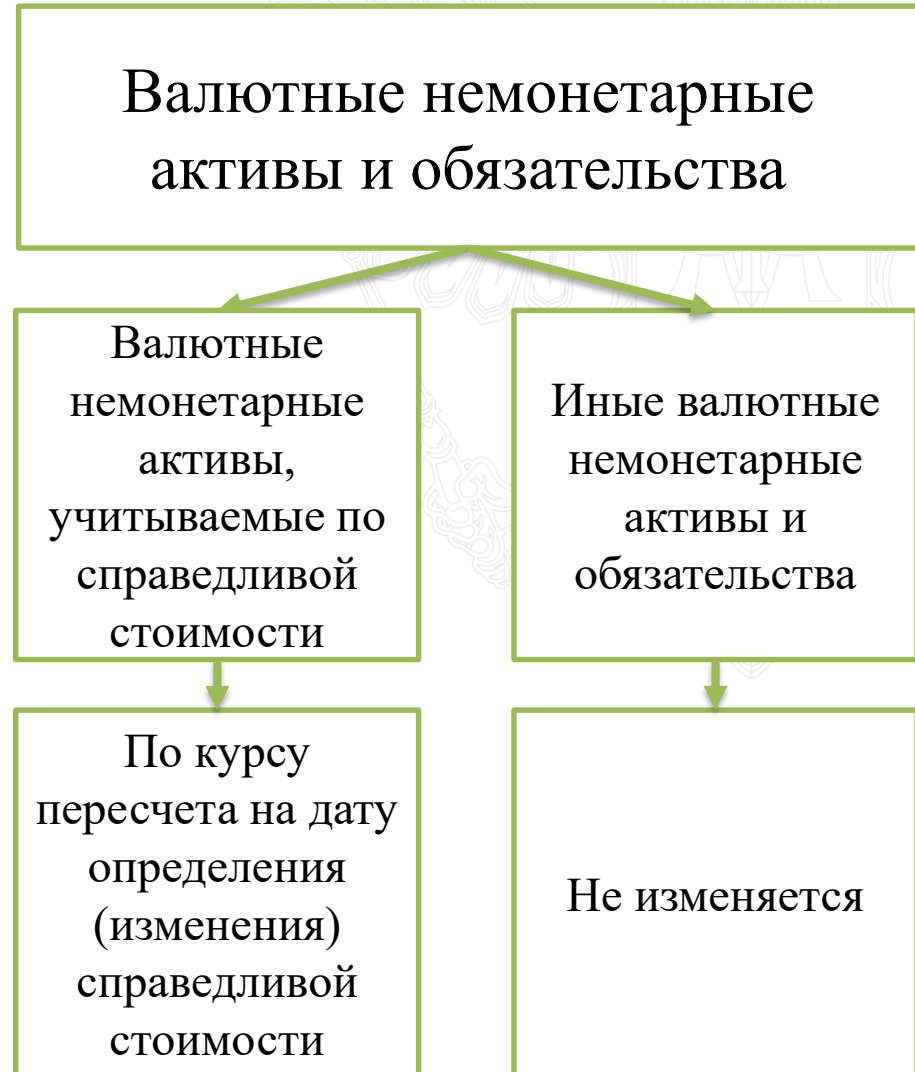 Валютные немонетарные
активы и обязательства
Валютные
немонетарные
активы,
учитываемые по
справедливой
стоимости
Иные валютные
немонетарные
активы и
обязательства
По курсу
пересчета на дату
определения
(изменения)
справедливой
стоимости
Не изменяется